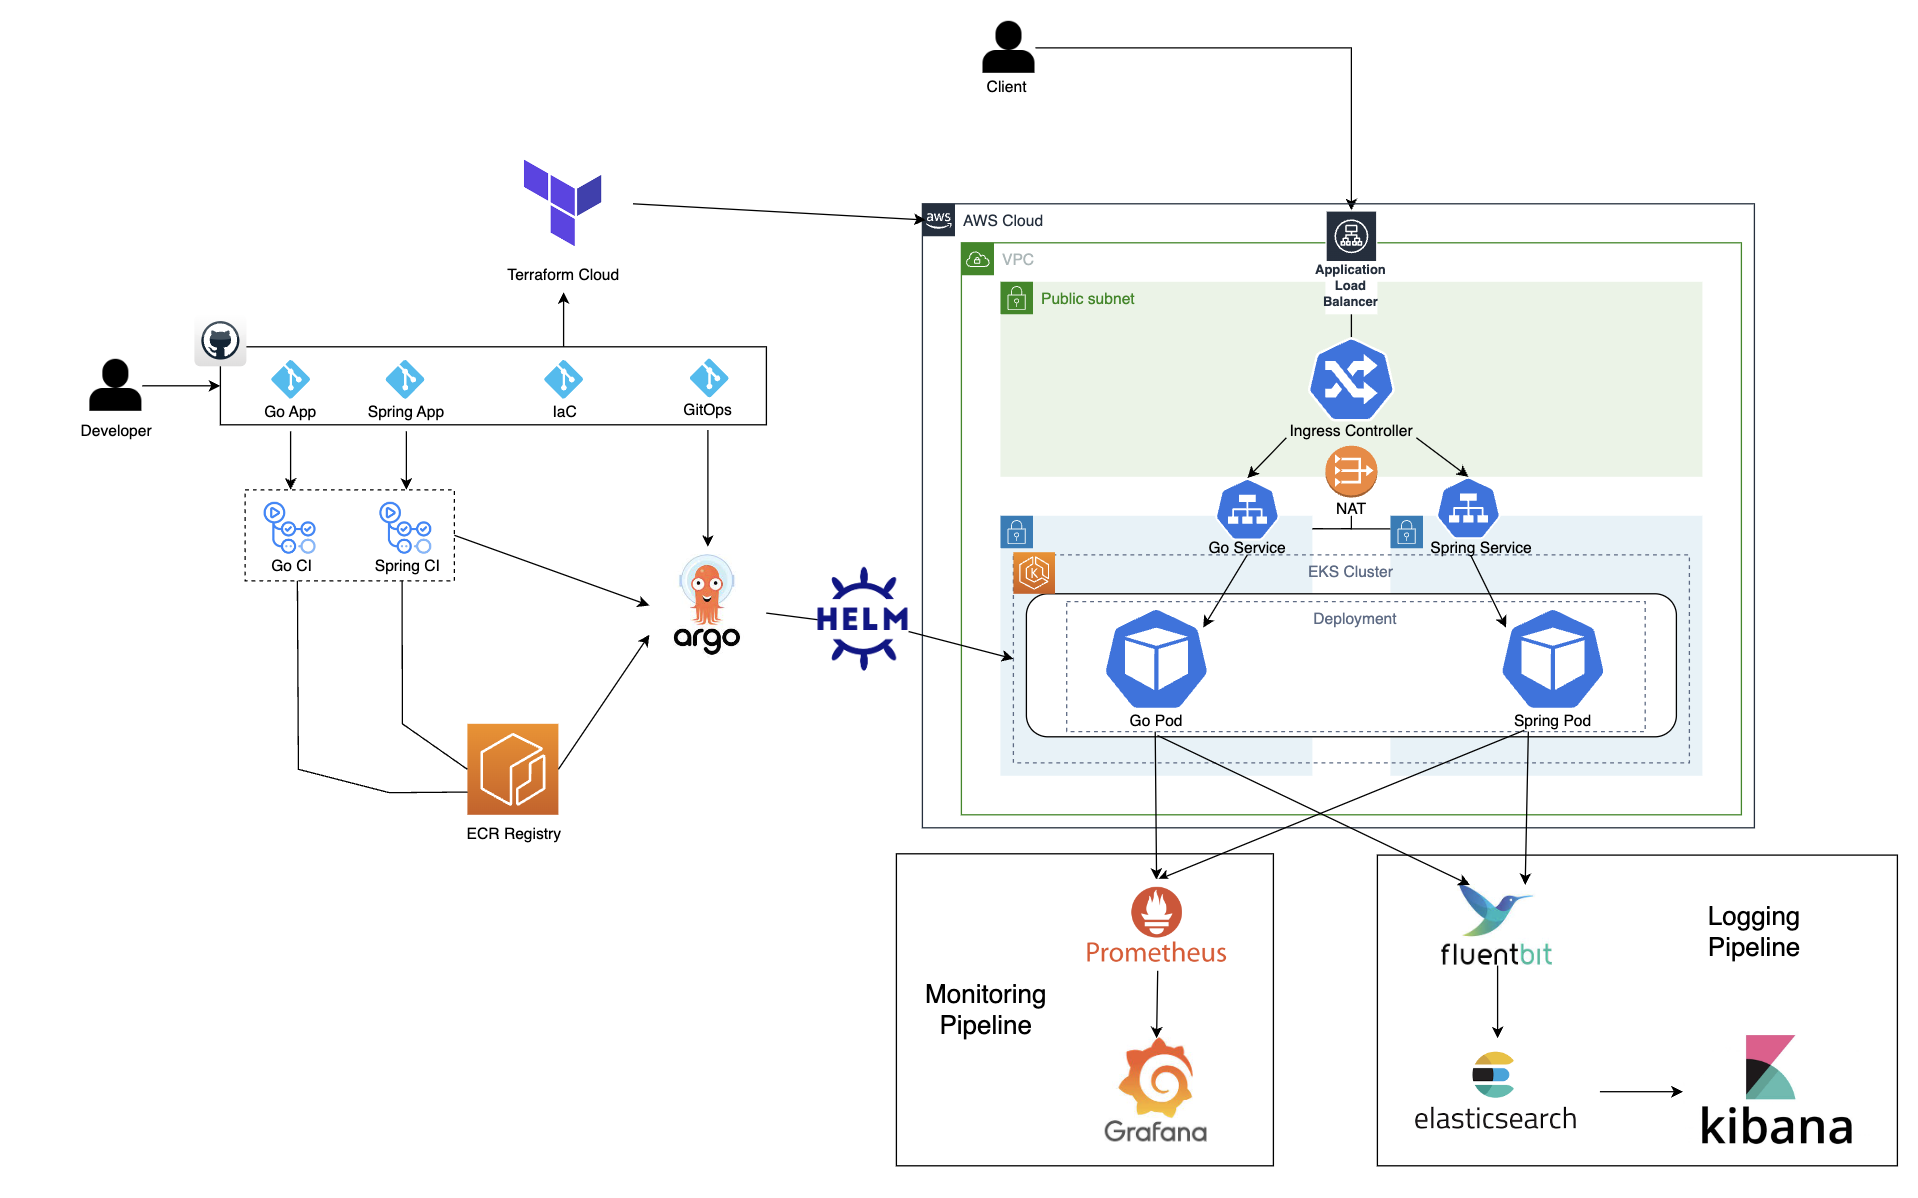 Client
aws
AWS Cloud
VPC
Application
Load
Balancer
Public subnet
Terraform Cloud
Developer
Go App
Spring App
IaC
GitOps
Ingress Controller
NAT
Go Service
Spring Service
Go CI
Spring CI
EKS Cluster
K
argo
HELM
Deployment
Go Pod
Spring Pod
ECR Registry
Prometheus
Monitoring
Pipeline
Grafana
fluentbit
Logging
Pipeline
elasticsearch
kibana